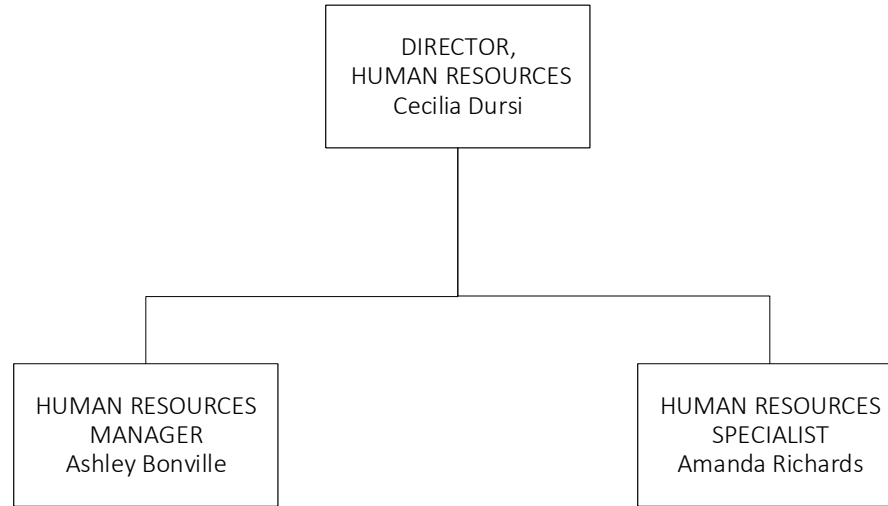 DIRECTOR,
HUMAN RESOURCES
Cecilia Dursi
HUMAN RESOURCES
MANAGER
Ashley Bonville
HUMAN RESOURCES
SPECIALIST
Amanda Richards